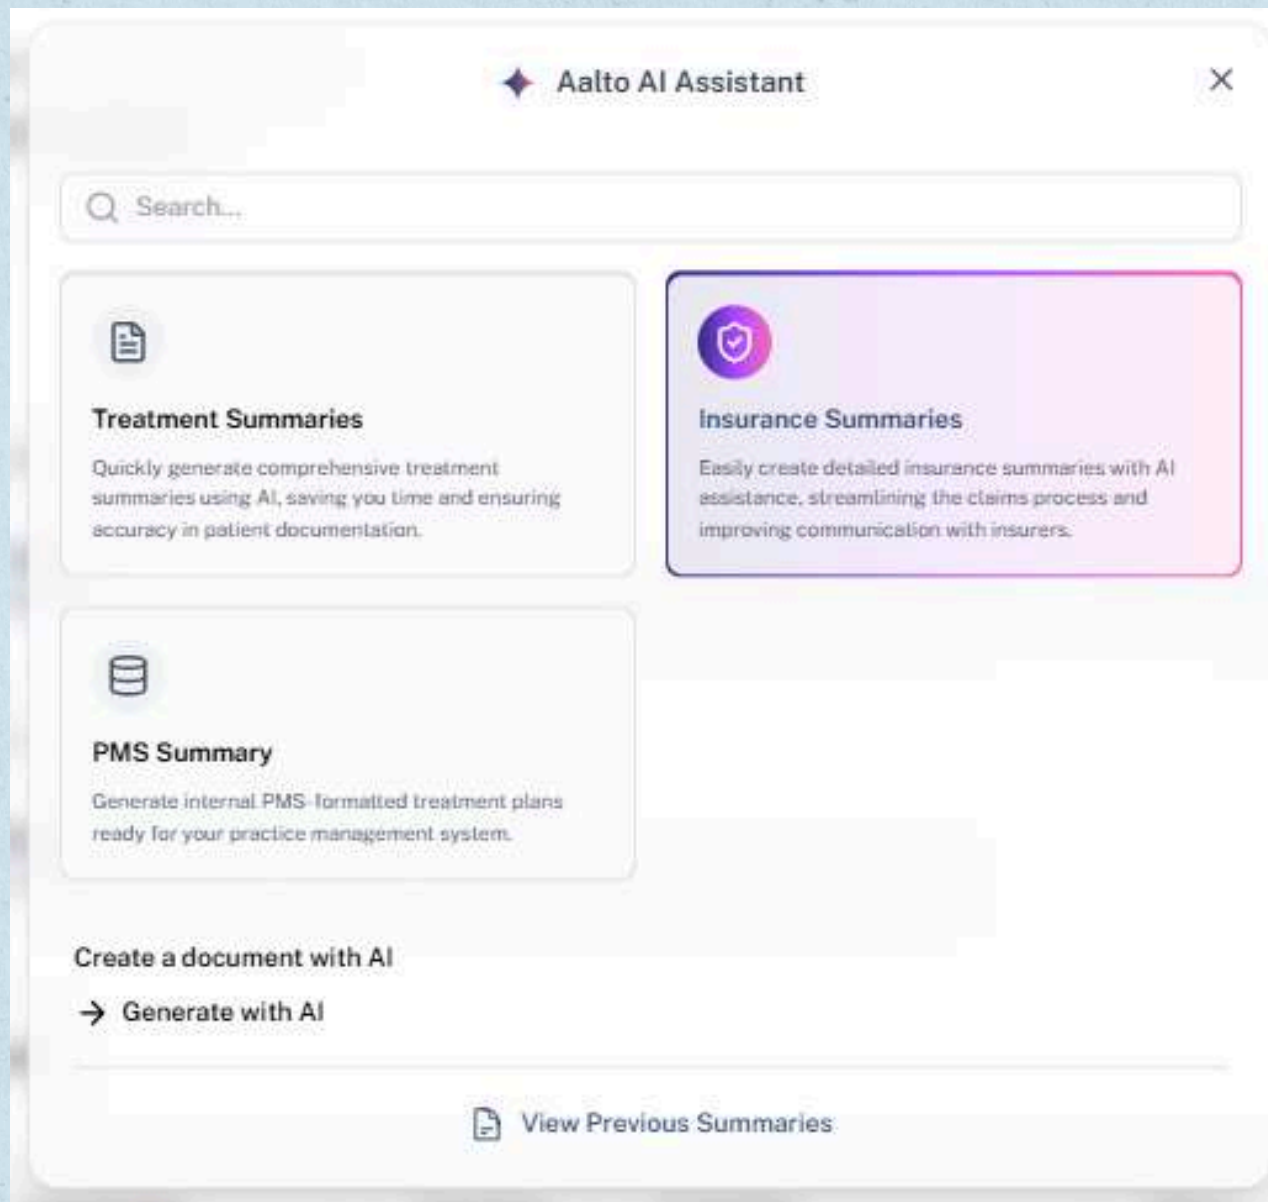 Aalto AI Assistant
Search...
Treatment Summaries
Quickly generate comprehensive treatment
summaries using AI, saving you time and ensuring
accuracy in patient documentation.
Insurance Summaries
Easily create detailed insurance summaries with AI
assistance, streamlining the claims process and
improving communication with insurers.
PMS Summary
Generate internal PMS-formatted treatment plans
ready for your practice management system.
Create a document with AI
→ Generate with AI
View Previous Summaries